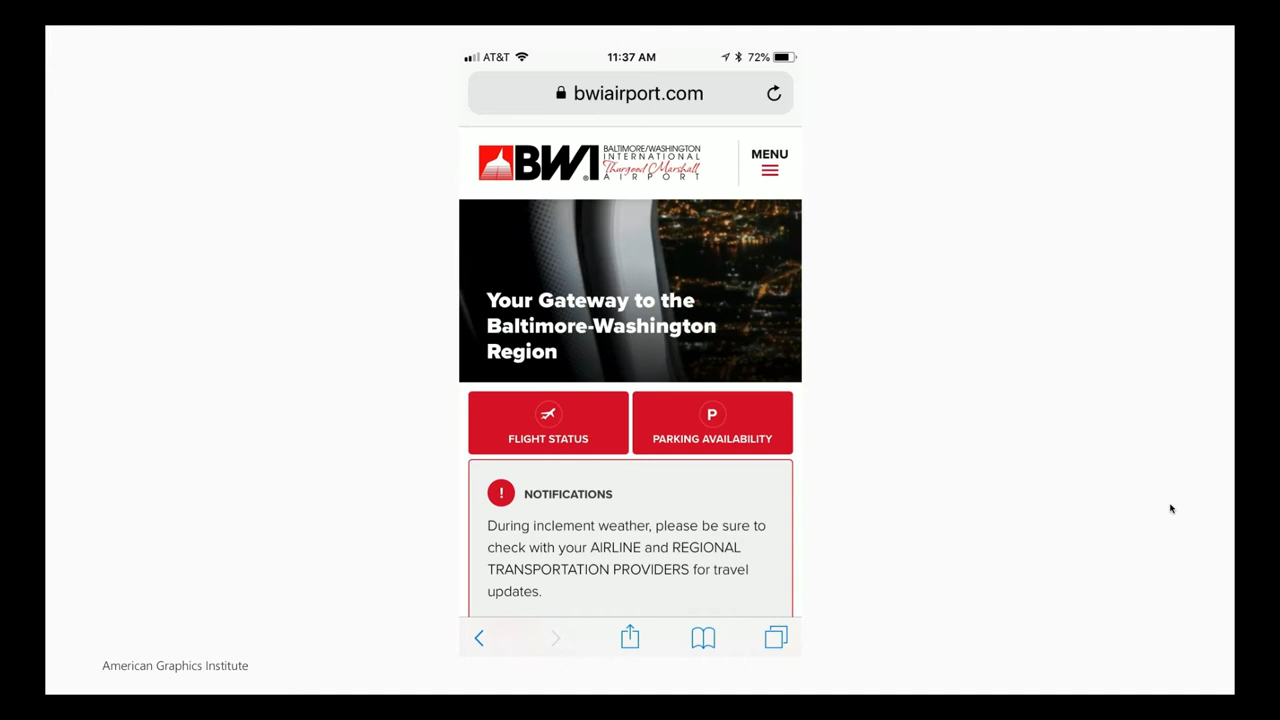 AT&T 11:37 AM 72%
bwiairport.com
BWI
BALTIMORE/WASHINGTON
INTERNATIONAL
Thurgood Marshall
AIRPORT
MENU
Your Gateway to the
Baltimore-Washington
Region
FLIGHT STATUS
P
PARKING AVAILABILITY
! NOTIFICATIONS
During inclement weather, please be sure to
check with your AIRLINE and REGIONAL
TRANSPORTATION PROVIDERS for travel
updates.
American Graphics Institute